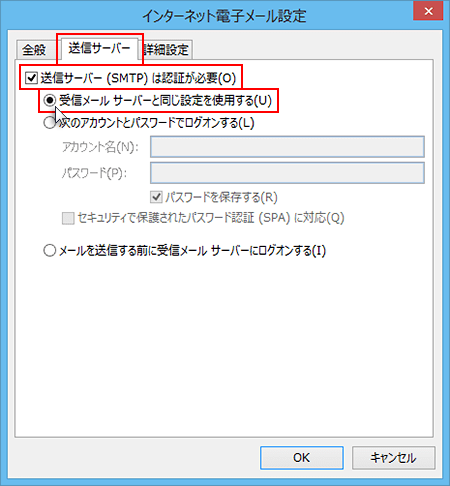 インターネット電子メール設定
全般 送信サーバー 詳細設定
送信サーバー (SMTP) は認証が必要(O)
受信メール サーバーと同じ設定を使用する(U)
次のアカウントとパスワードでログオンする(L)
アカウント名(N):
パスワード(P):
パスワードを保存する(R)
セキュリティで保護されたパスワード認証 (SPA) に対応(Q)
メールを送信する前に受信メール サーバーにログオンする(I)
OK キャンセル